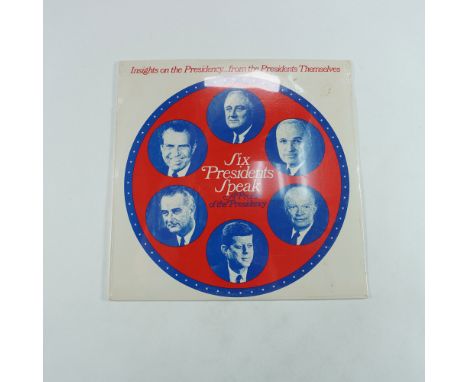 Insights on the Presidency...from the Presidents Themselves
Six
Presidents
Speak
of the Presidency